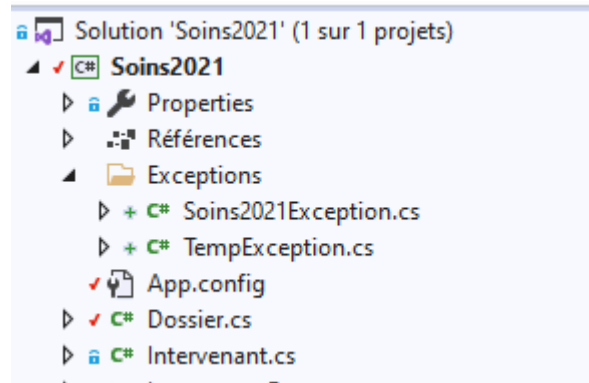 Solution 'Soins2021' (1 sur 1 projets)
C# Soins2021
Properties
Références
Exceptions
C# Soins2021Exception.cs
C# TempException.cs
App.config
C# Dossier.cs
C# Intervenant.cs